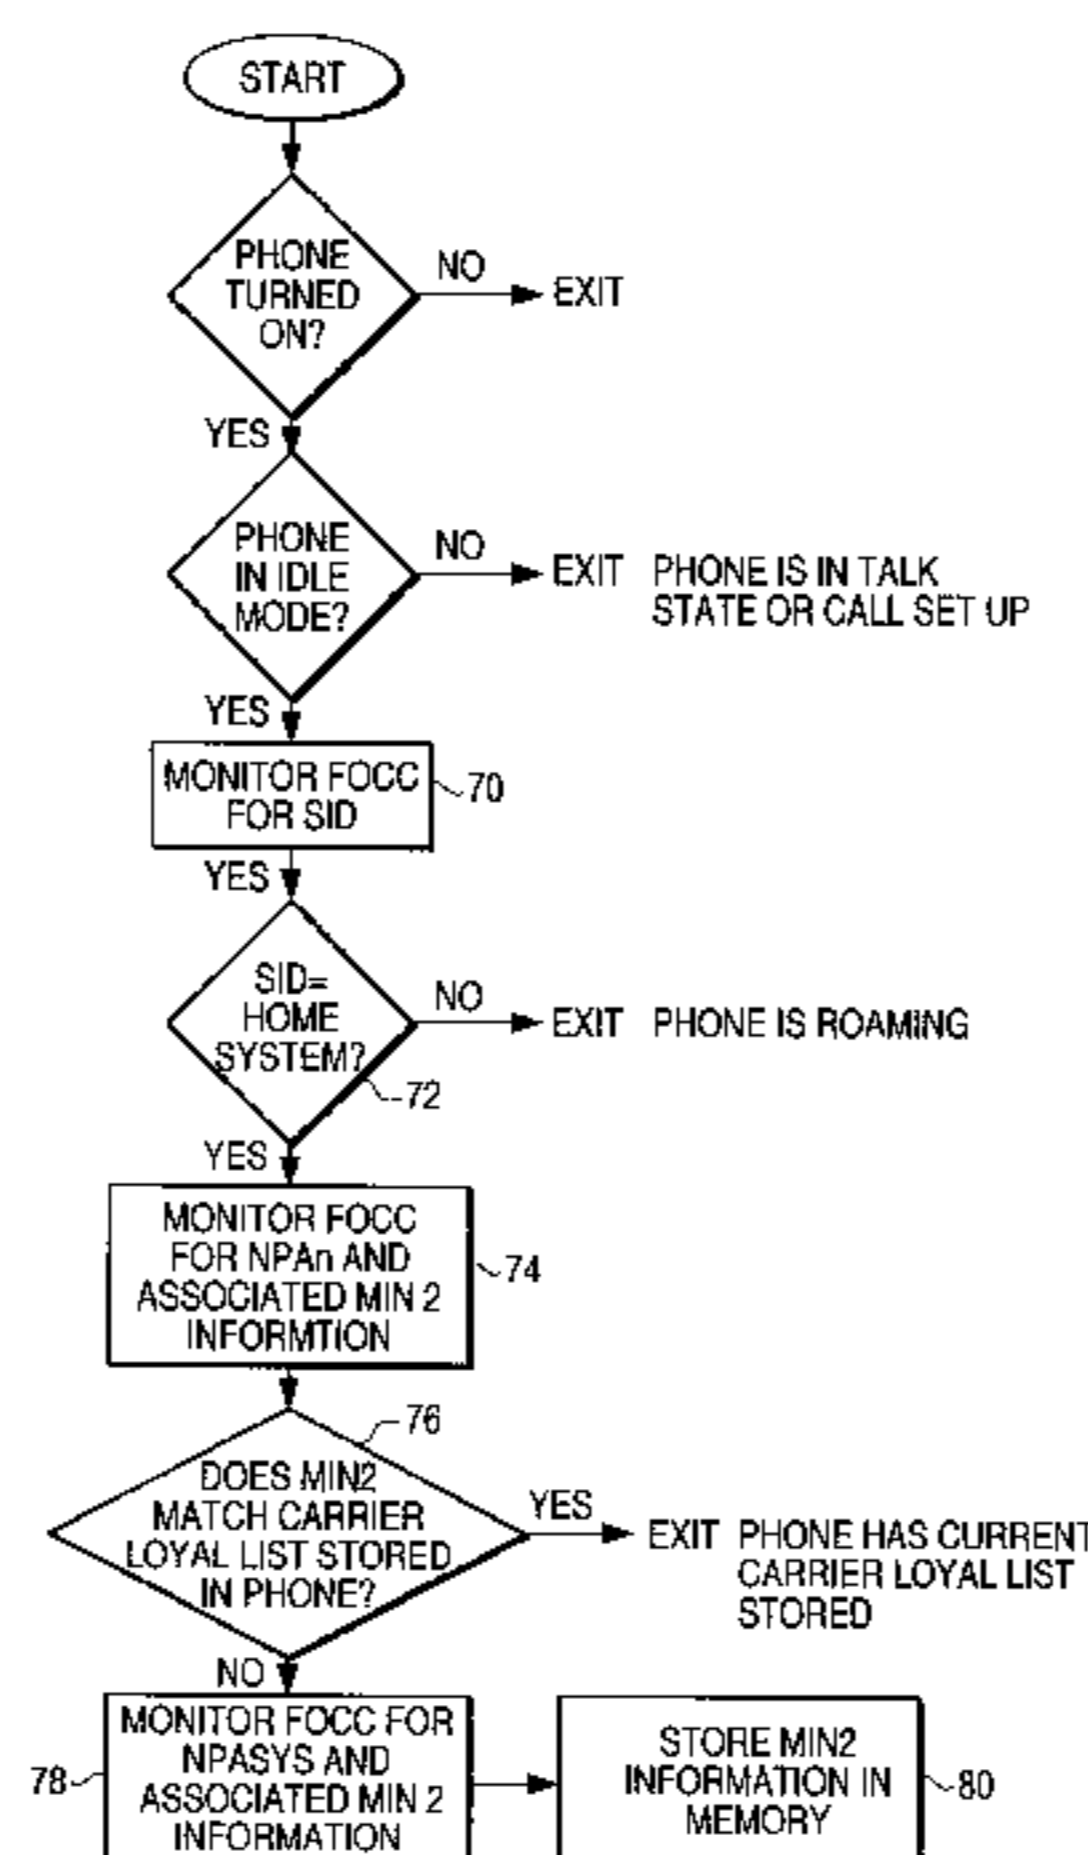 START
PHONE
TURNED
ON?
NO
EXIT
YES
PHONE
IN IDLE
MODE?
NO
EXIT PHONE IS IN TALK
STATE OR CALL SET UP
YES
MONITOR FOCC
FOR SID
70
YES
SID=
HOME
SYSTEM?
NO
EXIT PHONE IS ROAMING
72
YES
MONITOR FOCC
FOR NPAn AND
ASSOCIATED MIN 2
INFORMTION
74
76
DOES MIN2
MATCH CARRIER
LOYAL LIST STORED
IN PHONE?
YES
EXIT PHONE HAS CURRENT
CARRIER LOYAL LIST
STORED
NO
MONITOR FOCC FOR
NPASYS AND
ASSOCIATED MIN 2
INFORMATION
78
STORE MIN2
INFORMATION IN
MEMORY
80